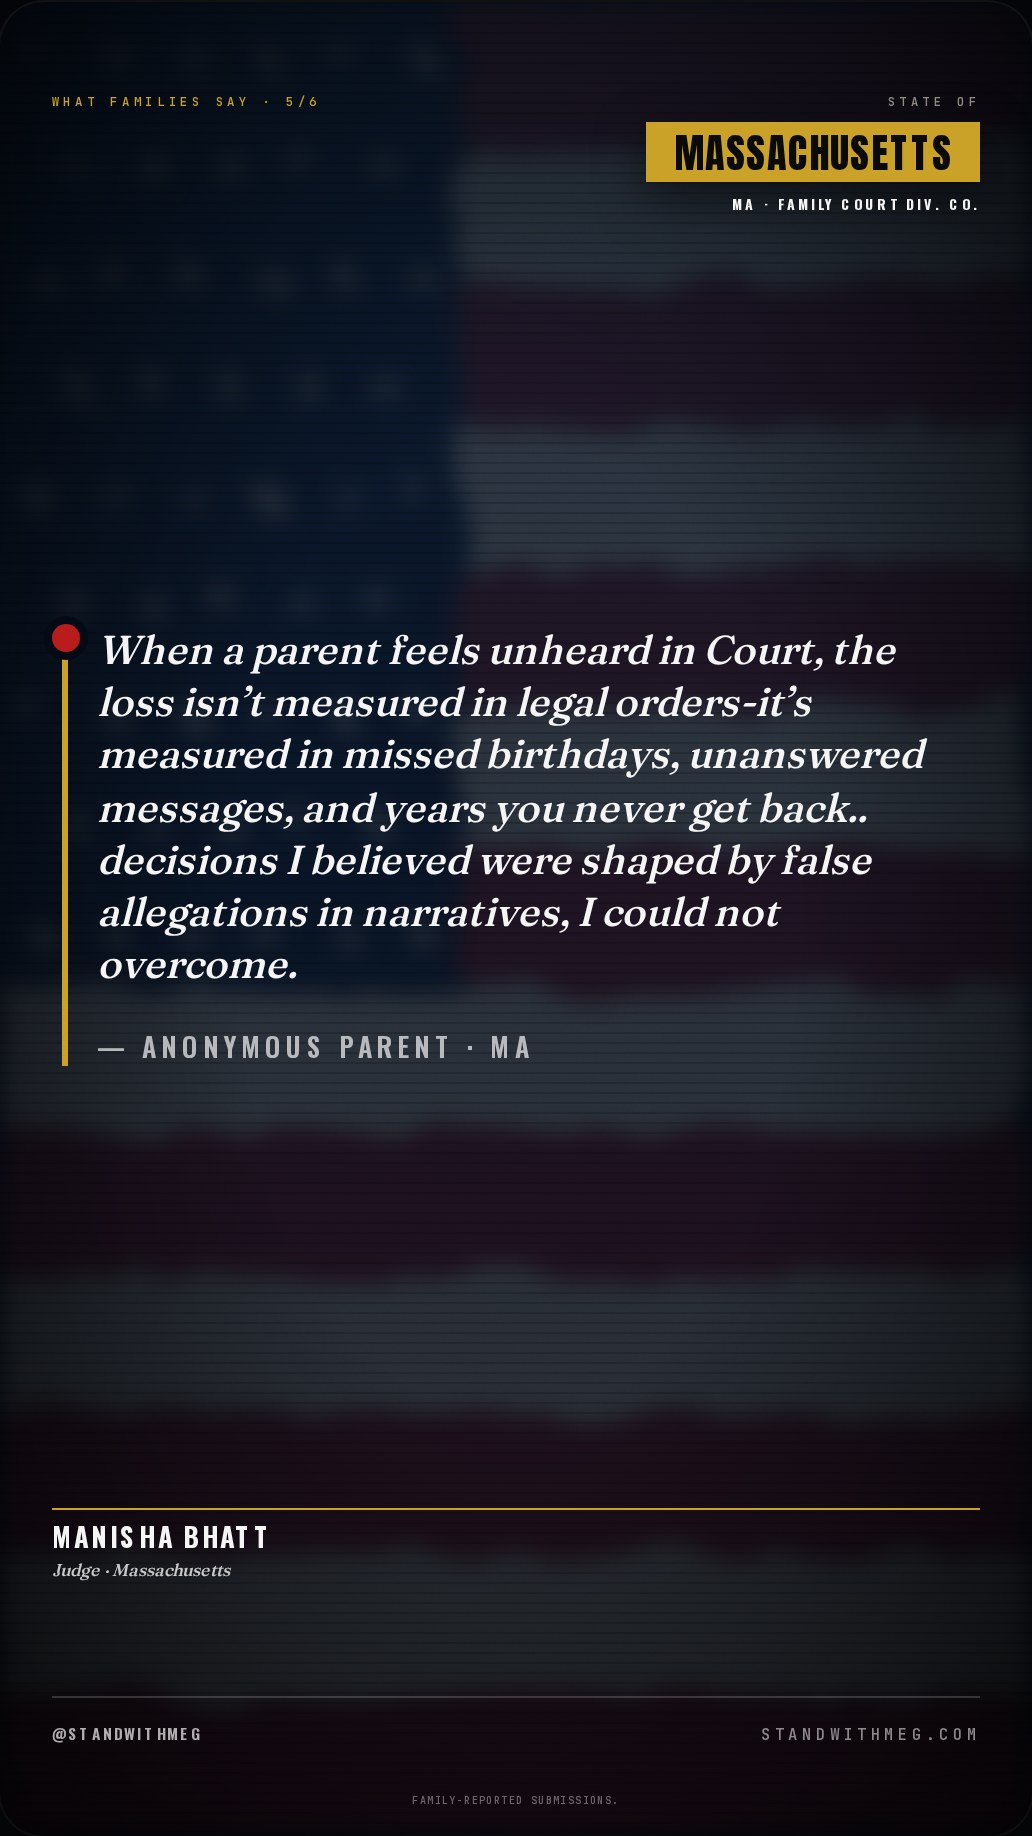 WHAT FAMILIES SAY · 5/6
STATE OF
MASSACHUSETTS
MA · FAMILY COURT DIV. CO.
When a parent feels unheard in Court, the
loss isn’t measured in legal orders-it’s
measured in missed birthdays, unanswered
messages, and years you never get back..
decisions I believed were shaped by false
allegations in narratives, I could not
overcome.
— ANONYMOUS PARENT · MA
MANISHA BHATT
Judge · Massachusetts
@STANDWITHMEG
STANDWITHMEG.COM
FAMILY-REPORTED SUBMISSIONS.